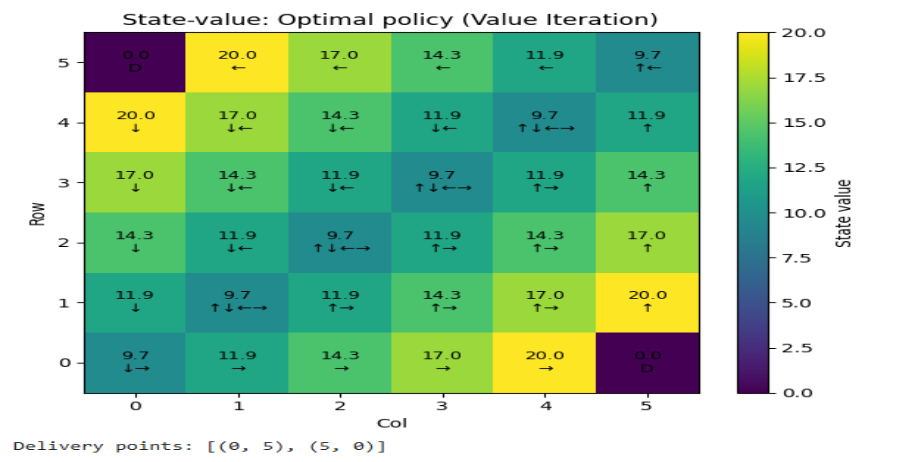 State-value: Optimal policy (Value Iteration)
0.0 20.0 17.0 14.3 11.9 9.7
D ← ← ← ← ↑←
20.0 17.0 14.3 11.9 9.7 11.9
↓ ↓← ↓← ↓← ↑↓←→ ↑
17.0 14.3 11.9 9.7 11.9 14.3
↓ ↓← ↓← ↑↓←→ ↑→ ↑
14.3 11.9 9.7 11.9 14.3 17.0
↓ ↓← ↑↓←→ ↑→ ↑→ ↑
11.9 9.7 11.9 14.3 17.0 20.0
↓ ↑↓←→ ↑→ ↑→ ↑→ ↑
9.7 11.9 14.3 17.0 20.0 0.0
↓→ → → → → D
5
4
3
2
1
0
Row
0 1 2 3 4 5
Col
20.0
17.5
15.0
12.5
10.0
7.5
5.0
2.5
0.0
State value
Delivery points: [(0, 5), (5, 0)]